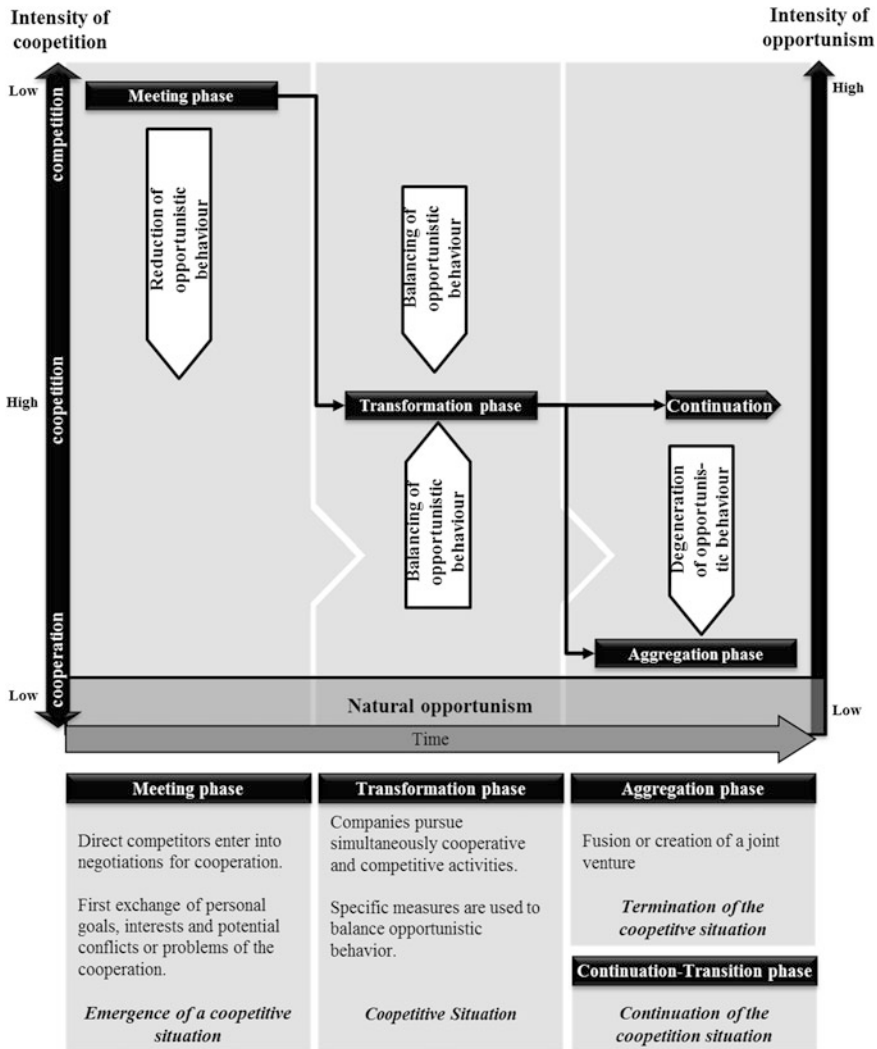 Intensity of
coopetition
Intensity of
opportunism
Low
competition
High
Meeting phase
Reduction of
opportunistic
behaviour
Balancing of
opportunistic
behaviour
High
coopetition
Transformation phase
Continuation
Balancing of
opportunistic
behaviour
Degeneration
of opportunis-
tic behaviour
cooperation
Aggregation phase
Low
Natural opportunism
Low
Time
Meeting phase
Direct competitors enter into
negotiations for cooperation.
First exchange of personal
goals, interests and potential
conflicts or problems of the
cooperation.
Emergence of a coopetitive
situation
Transformation phase
Companies pursue
simultaneously cooperative
and competitive activities.
Specific measures are used to
balance opportunistic
behavior.
Coopetitive Situation
Aggregation phase
Fusion or creation of a joint
venture
Termination of the
coopetitve situation
Continuation-Transition phase
Continuation of the
coopetition situation